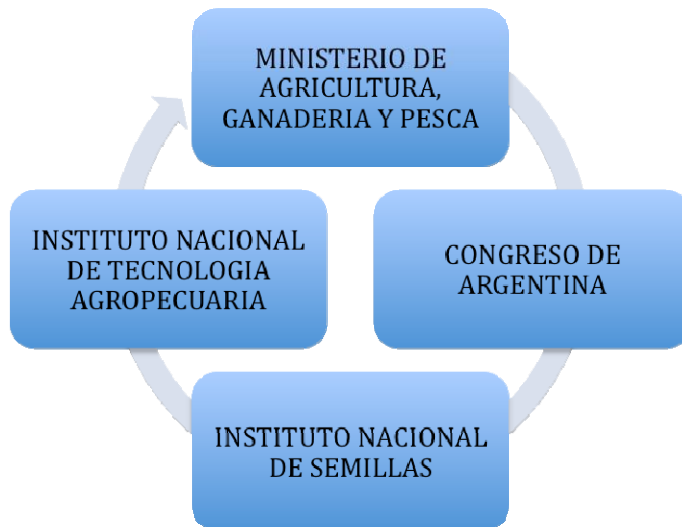 MINISTERIO DE
AGRICULTURA,
GANADERIA Y PESCA
INSTITUTO NACIONAL
DE TECNOLOGIA
AGROPECUARIA
CONGRESO DE
ARGENTINA
INSTITUTO NACIONAL
DE SEMILLAS